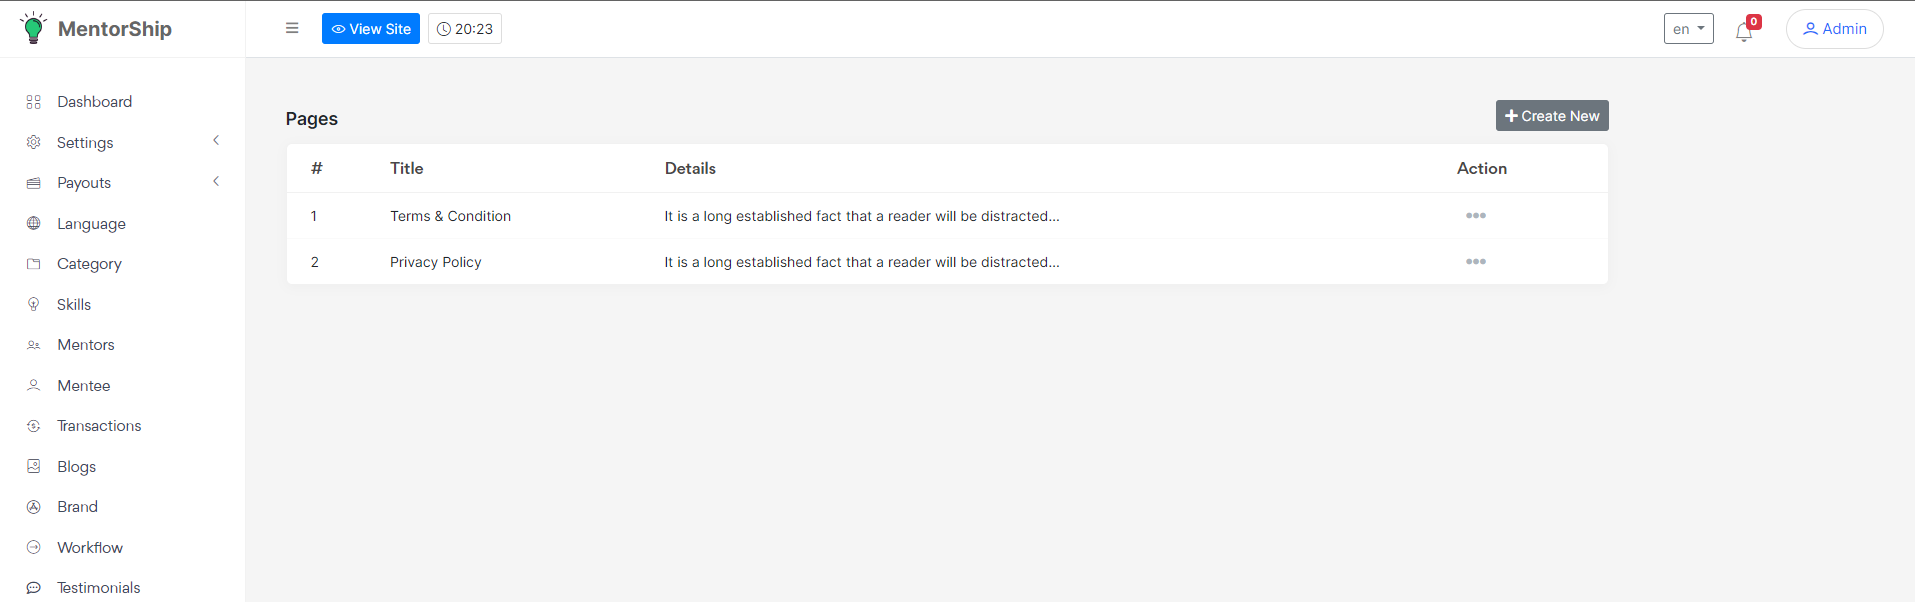 MentorShip
View Site
20:23
en
0
Admin
Dashboard
Settings
Payouts
Language
Category
Skills
Mentors
Mentee
Transactions
Blogs
Brand
Workflow
Testimonials
Pages
Create New
# Title Details Action
1 Terms & Condition It is a long established fact that a reader will be distracted...
2 Privacy Policy It is a long established fact that a reader will be distracted...